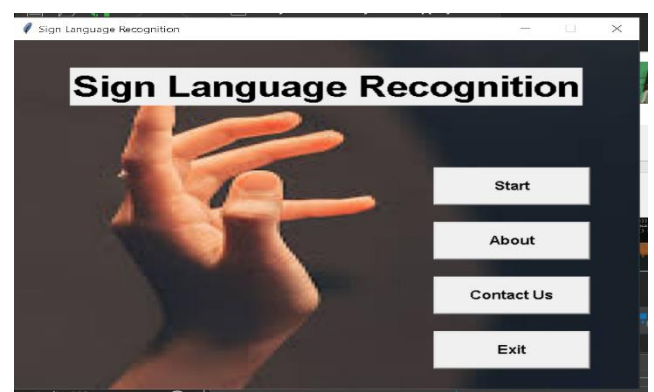 Sign Language Recognition
Sign Language Recognition
Start
About
Contact Us
Exit